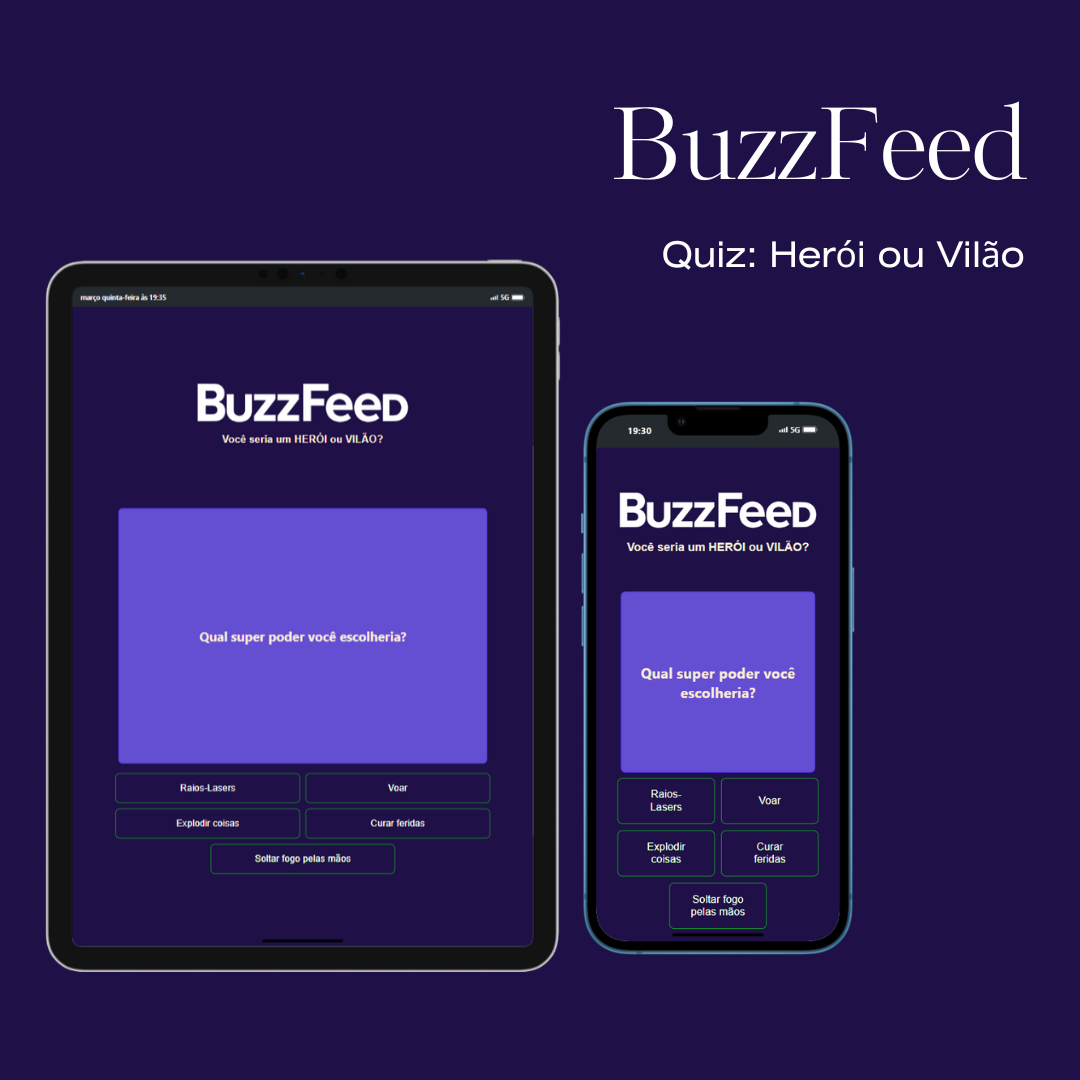 BuzzFeed
Quiz: Herói ou Vilão
março quinta-feira às 19:35
5G
BuzzFeed
Você seria um HERÓI ou VILÃO?
Qual super poder você escolheria?
Raios-Lasers
Voar
Explodir coisas
Curar feridas
Soltar fogo pelas mãos
19:30
5G
BuzzFeed
Você seria um HERÓI ou VILÃO?
Qual super poder você
escolheria?
Raios-
Lasers
Voar
Explodir
coisas
Curar
feridas
Soltar fogo
pelas mãos